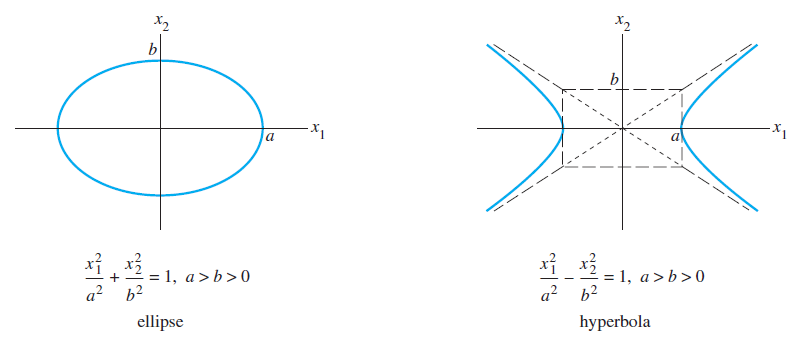 x₂
b
a
x₁
x₁²/a² + x₂²/b² = 1, a > b > 0
ellipse
x₂
b
a
x₁
x₁²/a² − x₂²/b² = 1, a > b > 0
hyperbola